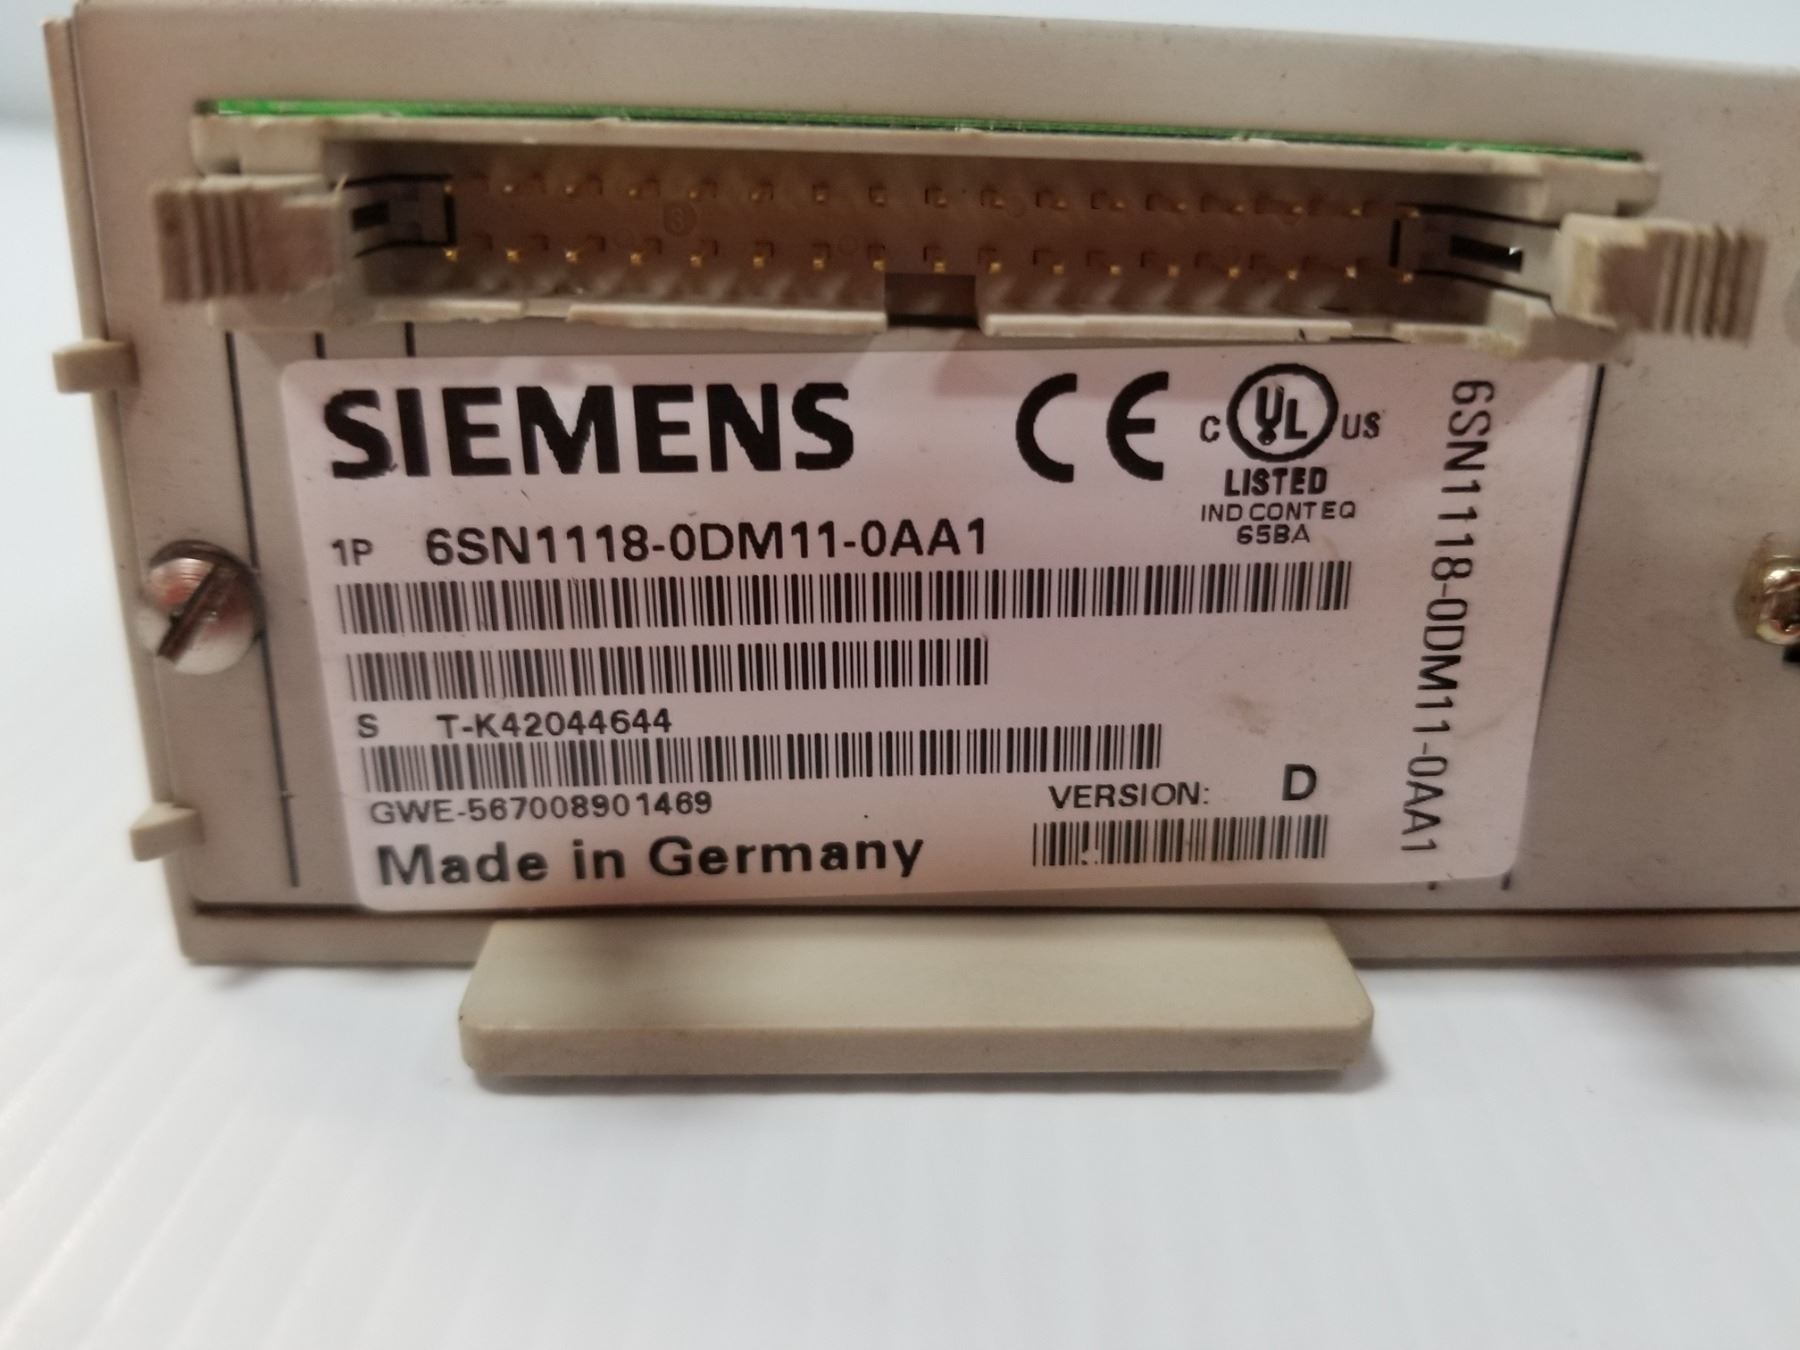 SIEMENS
CE
C UL US
LISTED
IND CONT EQ
65BA
1P 6SN1118-0DM11-0AA1
S T-K42044644
GWE-567008901469
VERSION: D
Made in Germany
6SN1118-0DM11-0AA1